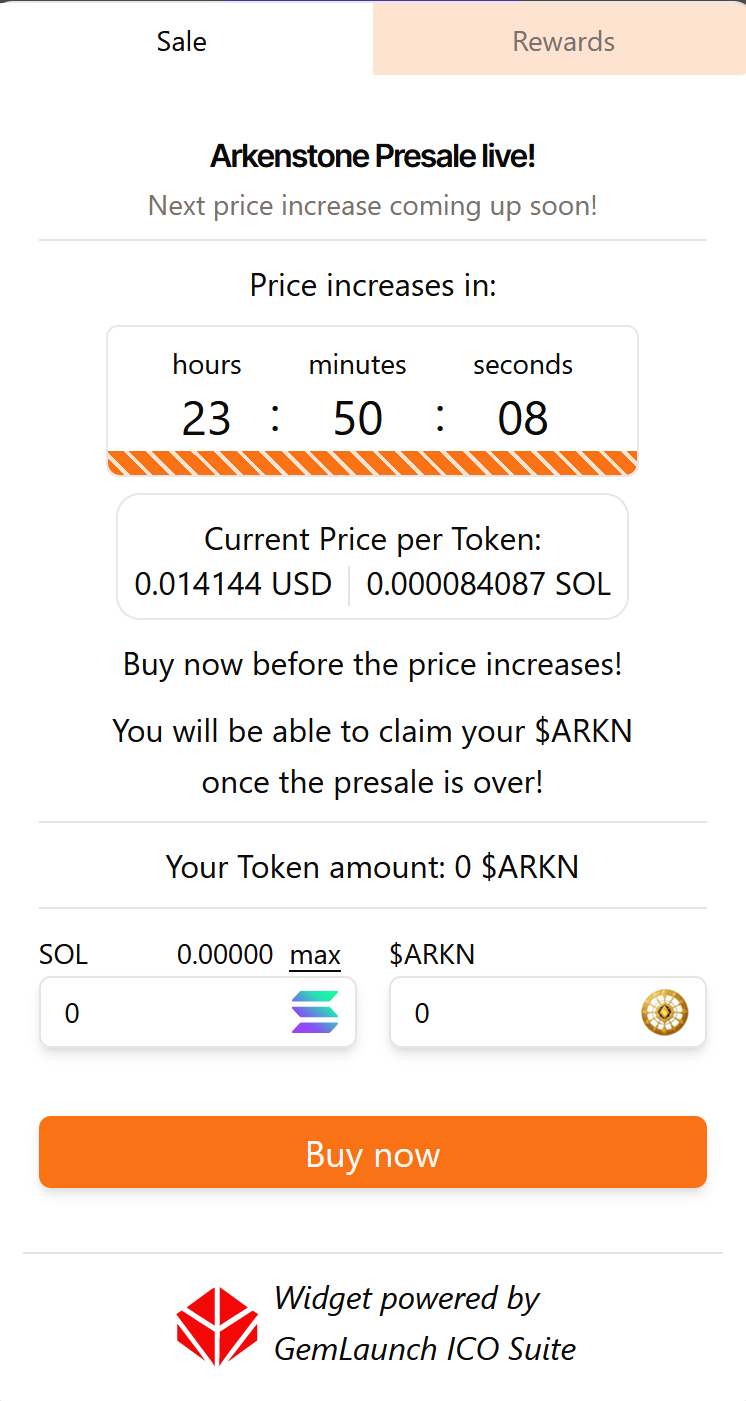 Sale
Rewards
Arkenstone Presale live!
Next price increase coming up soon!
Price increases in:
hours minutes seconds
23 : 50 : 08
Current Price per Token:
0.014144 USD 0.000084087 SOL
Buy now before the price increases!
You will be able to claim your $ARKN
once the presale is over!
Your Token amount: 0 $ARKN
SOL 0.00000 max $ARKN
0 0
Buy now
Widget powered by
GemLaunch ICO Suite